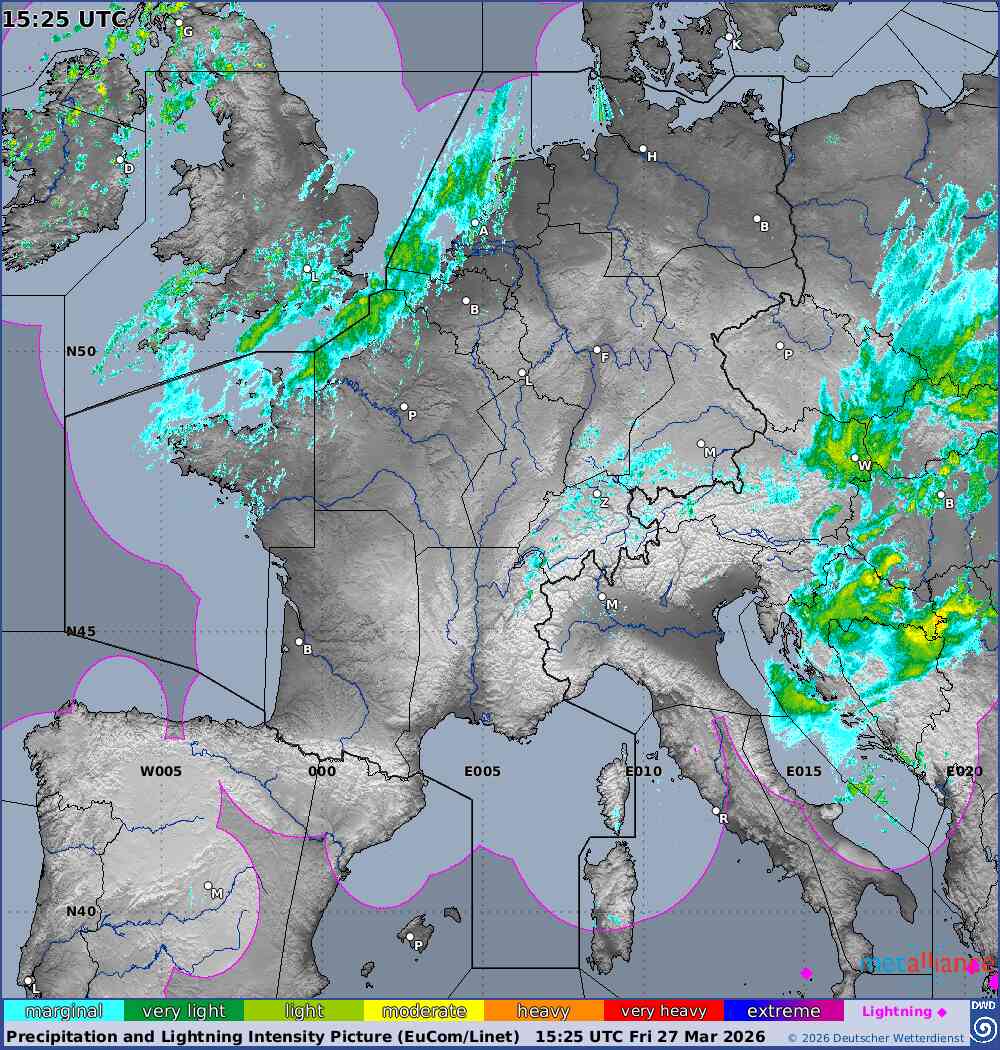 15:25 UTC
G
K
D
H
A
B
L
B
N50
P
F
L
P
M
W
Z
B
M
N45
B
W005
000
E005
E010
E015
E020
R
M
N40
P
L
metalliance
marginal
very light
light
moderate
heavy
very heavy
extreme
Lightning
DWD
Precipitation and Lightning Intensity Picture (EuCom/Linet) 15:25 UTC Fri 27 Mar 2026 © 2026 Deutscher Wetterdienst